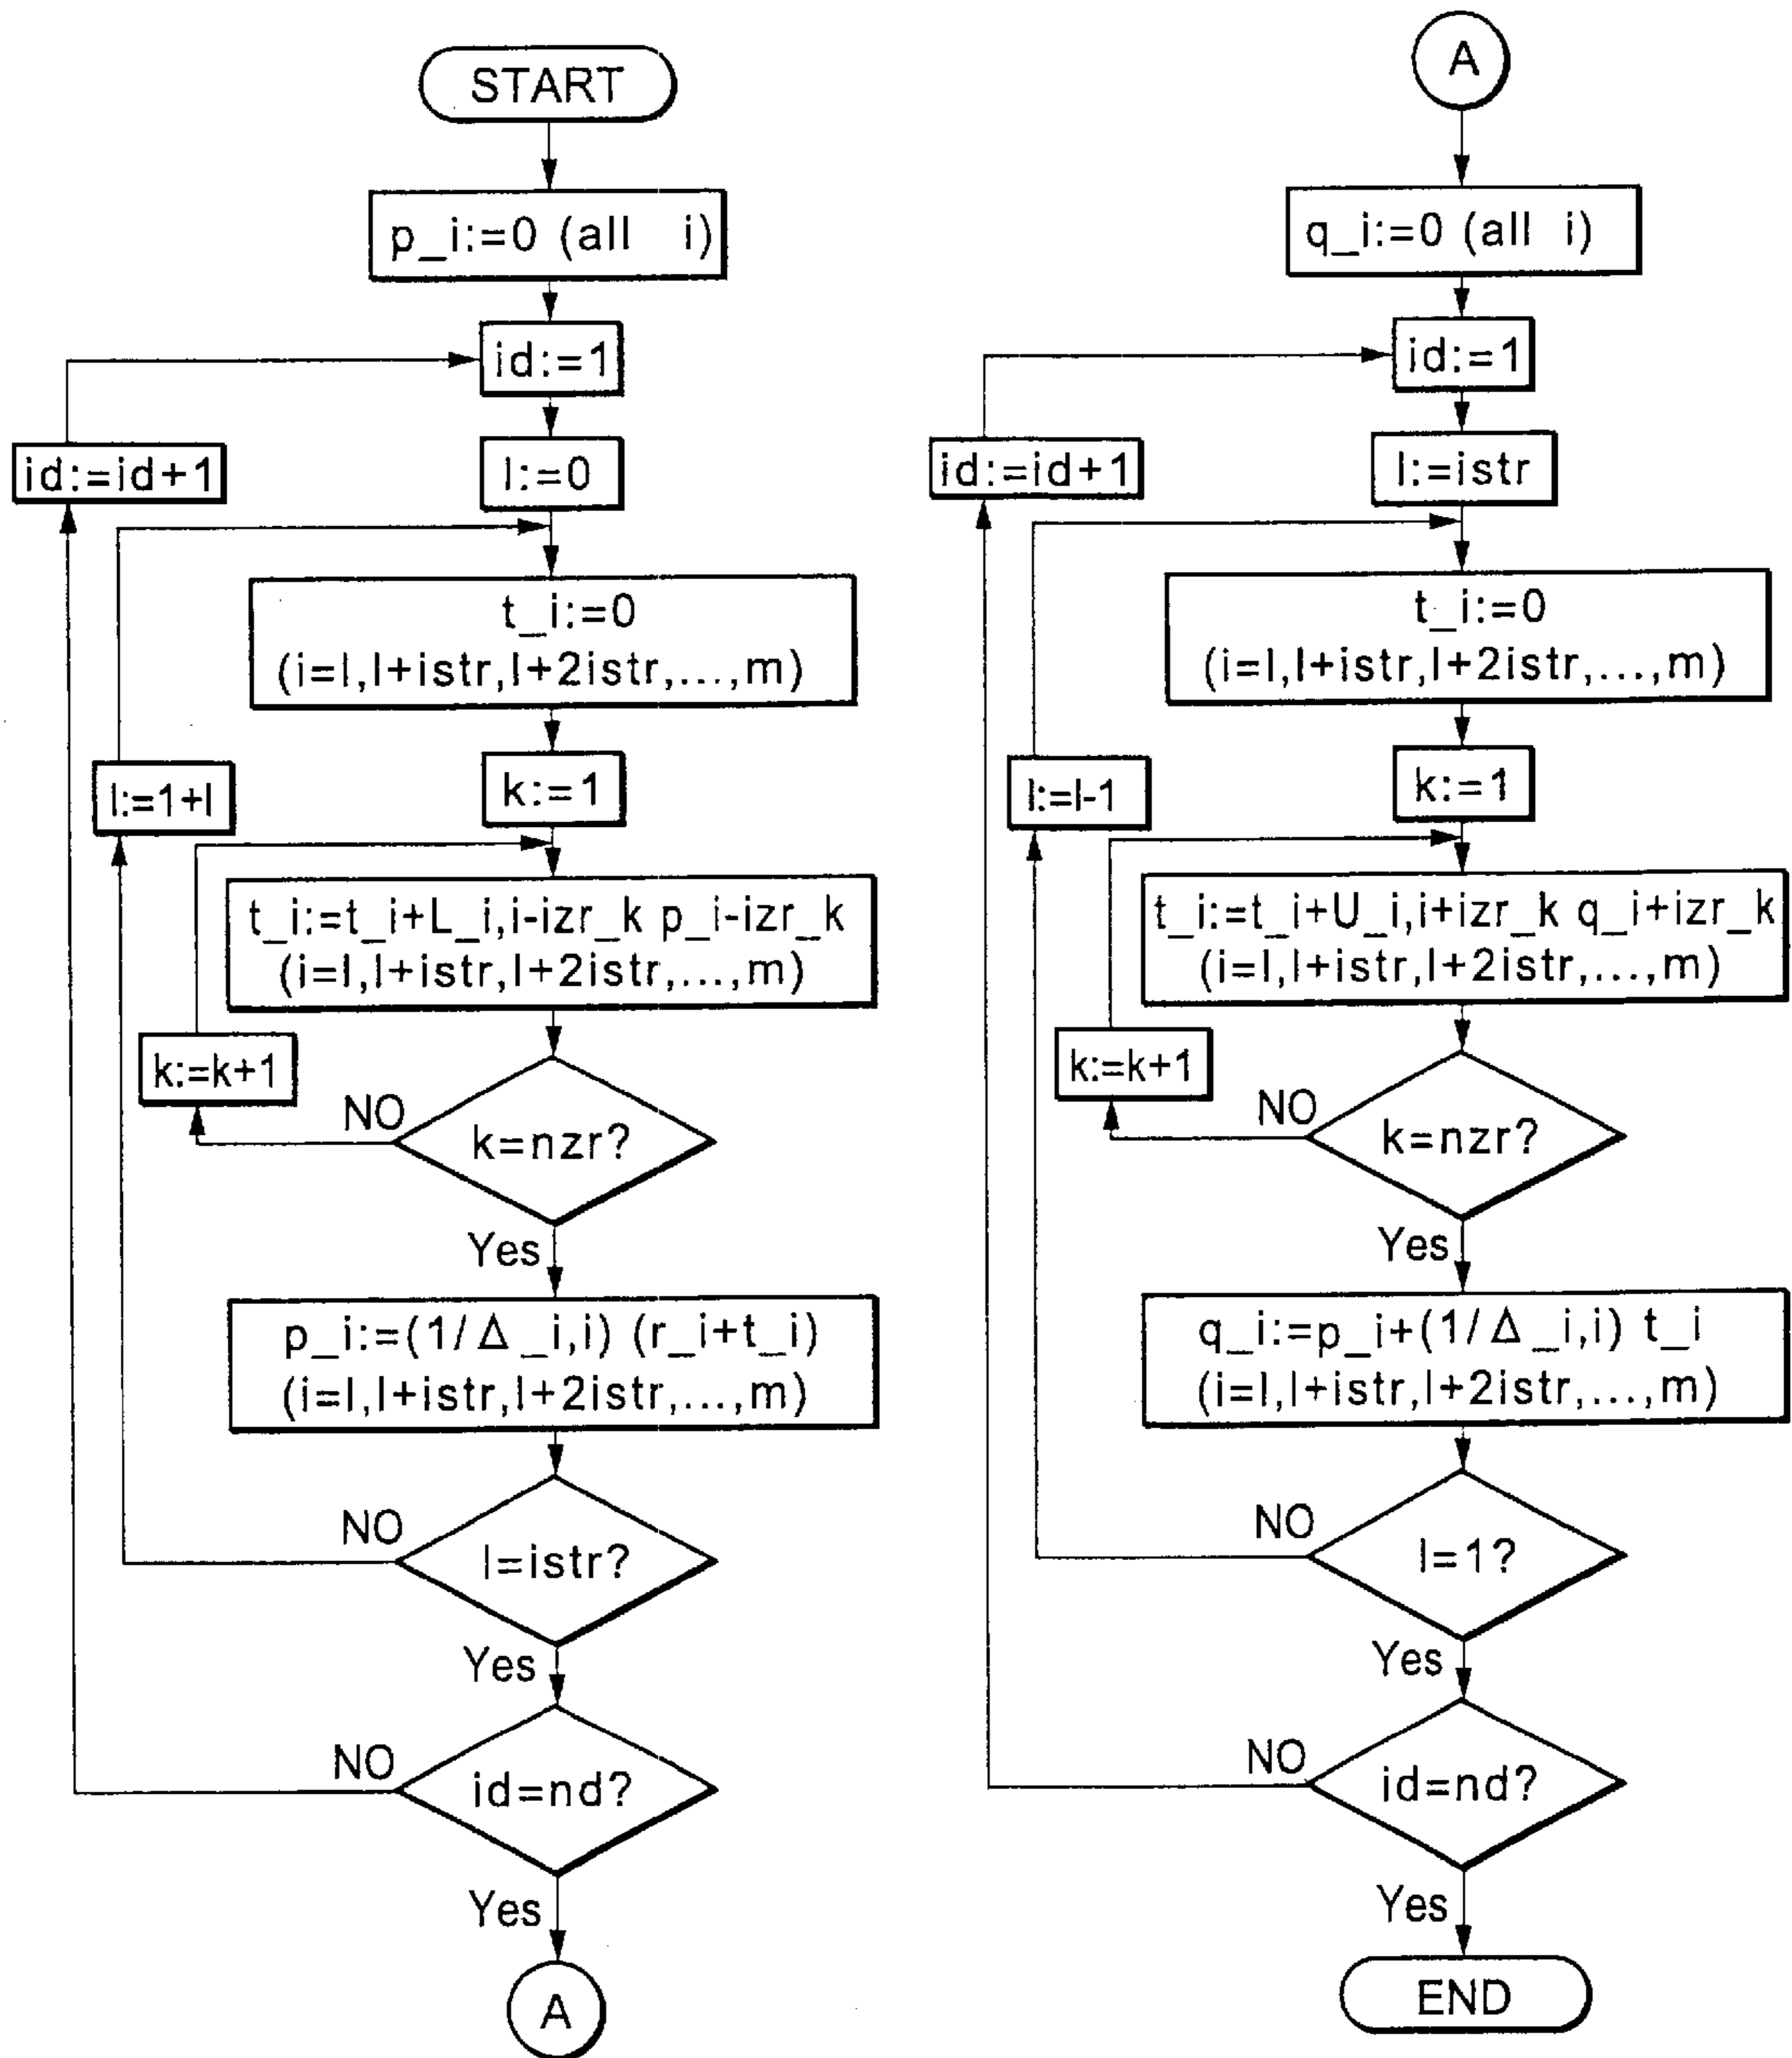 START
p_i:=0 (all i)
id:=1
id:=id+1
l:=0
t_i:=0
(i=l,l+istr,l+2istr,...,m)
l:=1+l
k:=1
t_i:=t_i+L_i,i-izr_k p_i-izr_k
(i=l,l+istr,l+2istr,...,m)
k:=k+1
NO
k=nzr?
Yes
p_i:=(1/Δ_i,i) (r_i+t_i)
(i=l,l+istr,l+2istr,...,m)
NO
l=istr?
Yes
NO
id=nd?
Yes
A
A
q_i:=0 (all i)
id:=1
id:=id+1
l:=istr
t_i:=0
(i=l,l+istr,l+2istr,...,m)
l:=l-1
k:=1
t_i:=t_i+U_i,i+izr_k q_i+izr_k
(i=l,l+istr,l+2istr,...,m)
k:=k+1
NO
k=nzr?
Yes
q_i:=p_i+(1/Δ_i,i) t_i
(i=l,l+istr,l+2istr,...,m)
NO
l=1?
Yes
NO
id=nd?
Yes
END